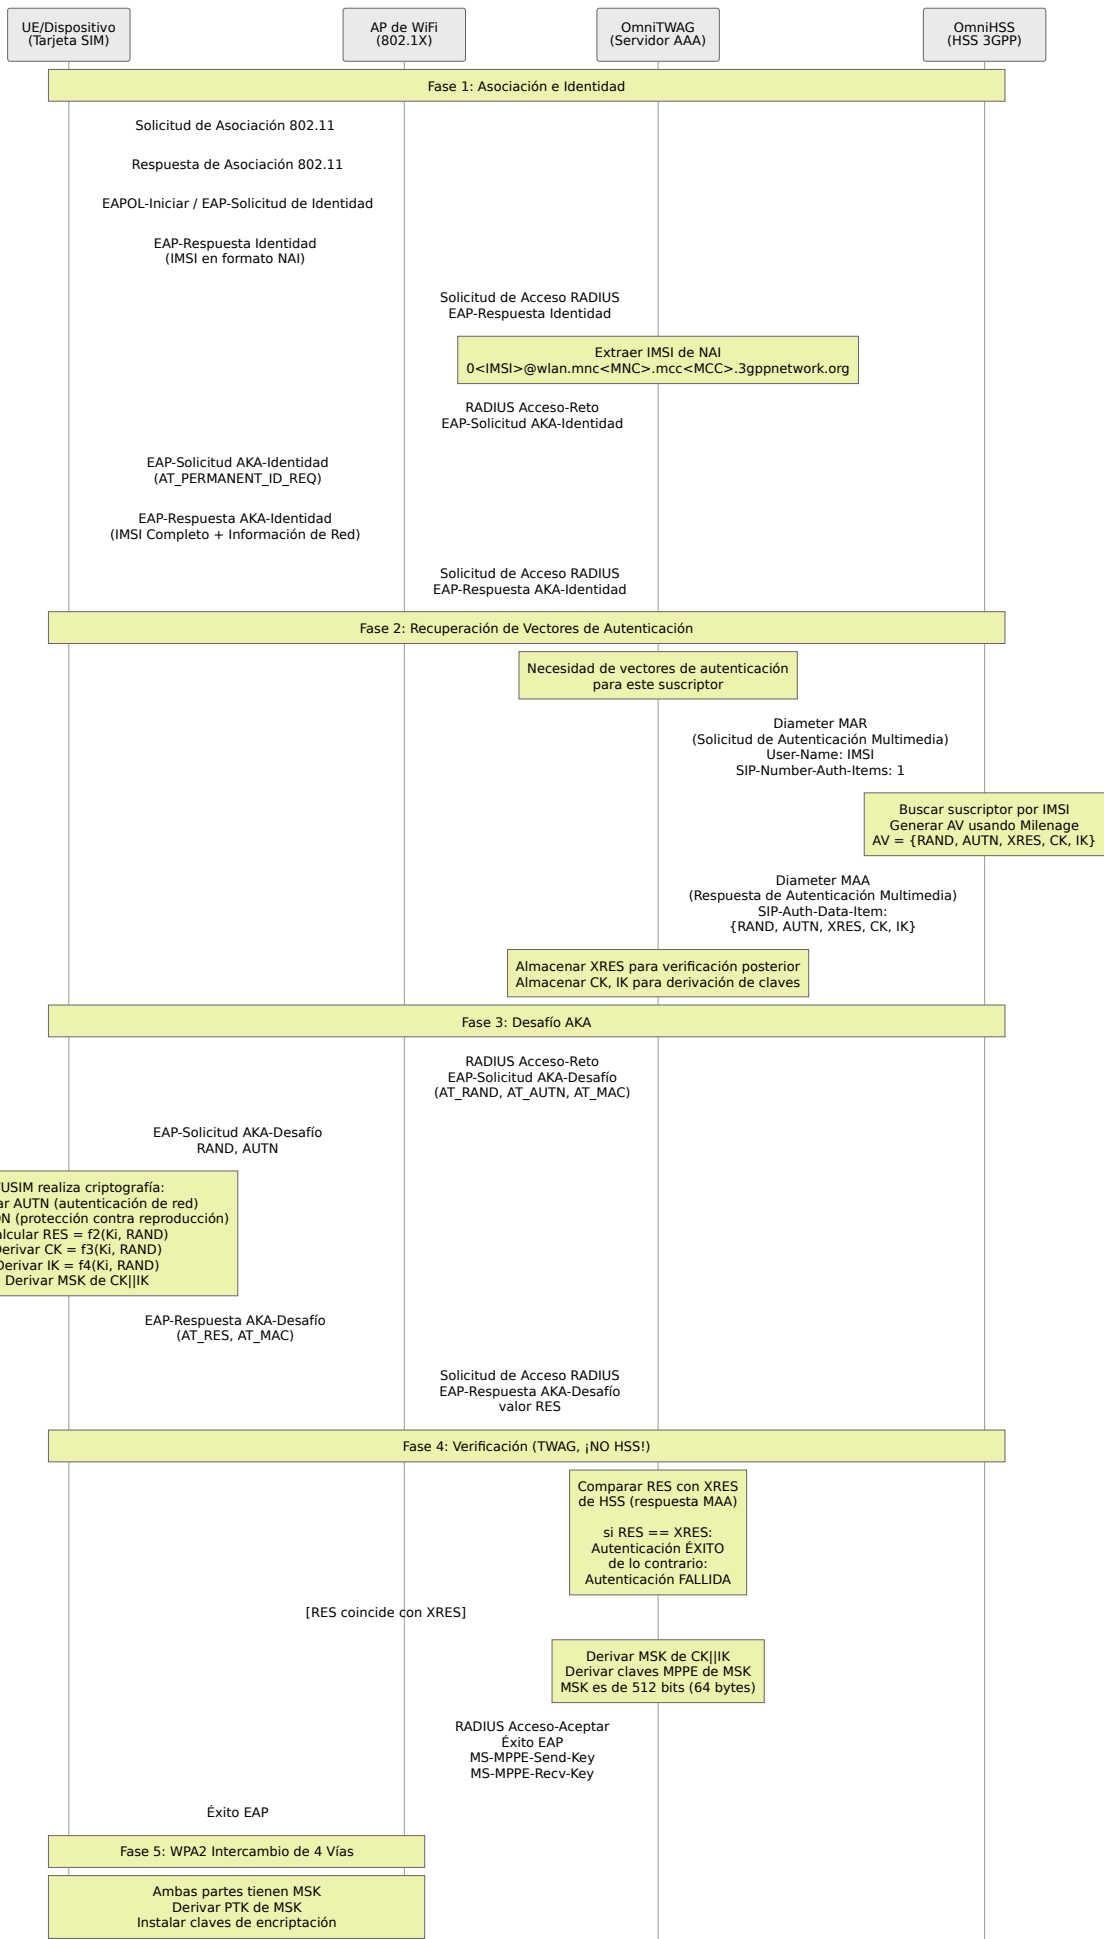 UE/Dispositivo
(Tarjeta SIM)
AP de WiFi
(802.1X)
OmniTWAG
(Servidor AAA)
OmniHSS
(HSS 3GPP)
Fase 1: Asociación e Identidad
Solicitud de Asociación 802.11
Respuesta de Asociación 802.11
EAPOL-Iniciar / EAP-Solicitud de Identidad
EAP-Respuesta Identidad
(IMSI en formato NAI)
Solicitud de Acceso RADIUS
EAP-Respuesta Identidad
Extraer IMSI de NAI
0<IMSI>@wlan.mnc<MNC>.mcc<MCC>.3gppnetwork.org
RADIUS Acceso-Reto
EAP-Solicitud AKA-Identidad
EAP-Solicitud AKA-Identidad
(AT_PERMANENT_ID_REQ)
EAP-Respuesta AKA-Identidad
(IMSI Completo + Información de Red)
Solicitud de Acceso RADIUS
EAP-Respuesta AKA-Identidad
Fase 2: Recuperación de Vectores de Autenticación
Necesidad de vectores de autenticación
para este suscriptor
Diameter MAR
(Solicitud de Autenticación Multimedia)
User-Name: IMSI
SIP-Number-Auth-Items: 1
Buscar suscriptor por IMSI
Generar AV usando Milenage
AV = {RAND, AUTN, XRES, CK, IK}
Diameter MAA
(Respuesta de Autenticación Multimedia)
SIP-Auth-Data-Item:
{RAND, AUTN, XRES, CK, IK}
Almacenar XRES para verificación posterior
Almacenar CK, IK para derivación de claves
Fase 3: Desafío AKA
RADIUS Acceso-Reto
EAP-Solicitud AKA-Desafío
(AT_RAND, AT_AUTN, AT_MAC)
EAP-Solicitud AKA-Desafío
RAND, AUTN
USIM realiza criptografía:
AUTN (autenticación de red)
(protección contra reproducción)
RES = f2(Ki, RAND)
CK = f3(Ki, RAND)
Derivar IK = f4(Ki, RAND)
Derivar MSK de CK||IK
EAP-Respuesta AKA-Desafío
(AT_RES, AT_MAC)
Solicitud de Acceso RADIUS
EAP-Respuesta AKA-Desafío
valor RES
Fase 4: Verificación (TWAG, ¡NO HSS!)
Comparar RES con XRES
de HSS (respuesta MAA)
si RES == XRES:
Autenticación ÉXITO
de lo contrario:
Autenticación FALLIDA
[RES coincide con XRES]
Derivar MSK de CK||IK
Derivar claves MPPE de MSK
MSK es de 512 bits (64 bytes)
RADIUS Acceso-Aceptar
Éxito EAP
MS-MPPE-Send-Key
MS-MPPE-Recv-Key
Éxito EAP
Fase 5: WPA2 Intercambio de 4 Vías
Ambas partes tienen MSK
Derivar PTK de MSK
Instalar claves de encriptación